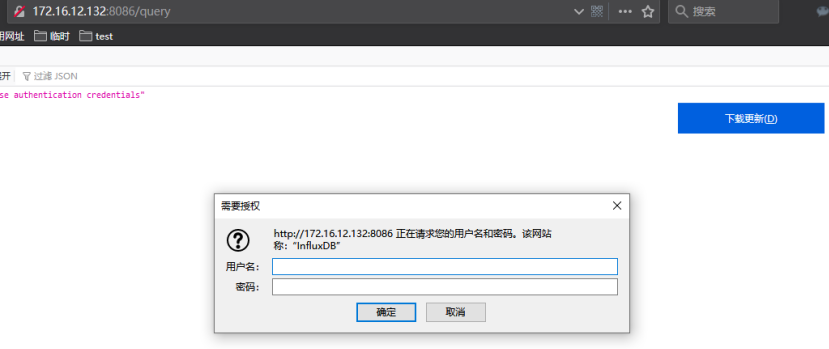 172.16.12.132:8086/query
搜索
用网址 临时 test
展开 过滤 JSON
se authentication credentials"
下载更新(D)
需要授权
http://172.16.12.132:8086 正在请求您的用户名和密码。该网站
称：“InfluxDB”
用户名：
密码：
确定 取消